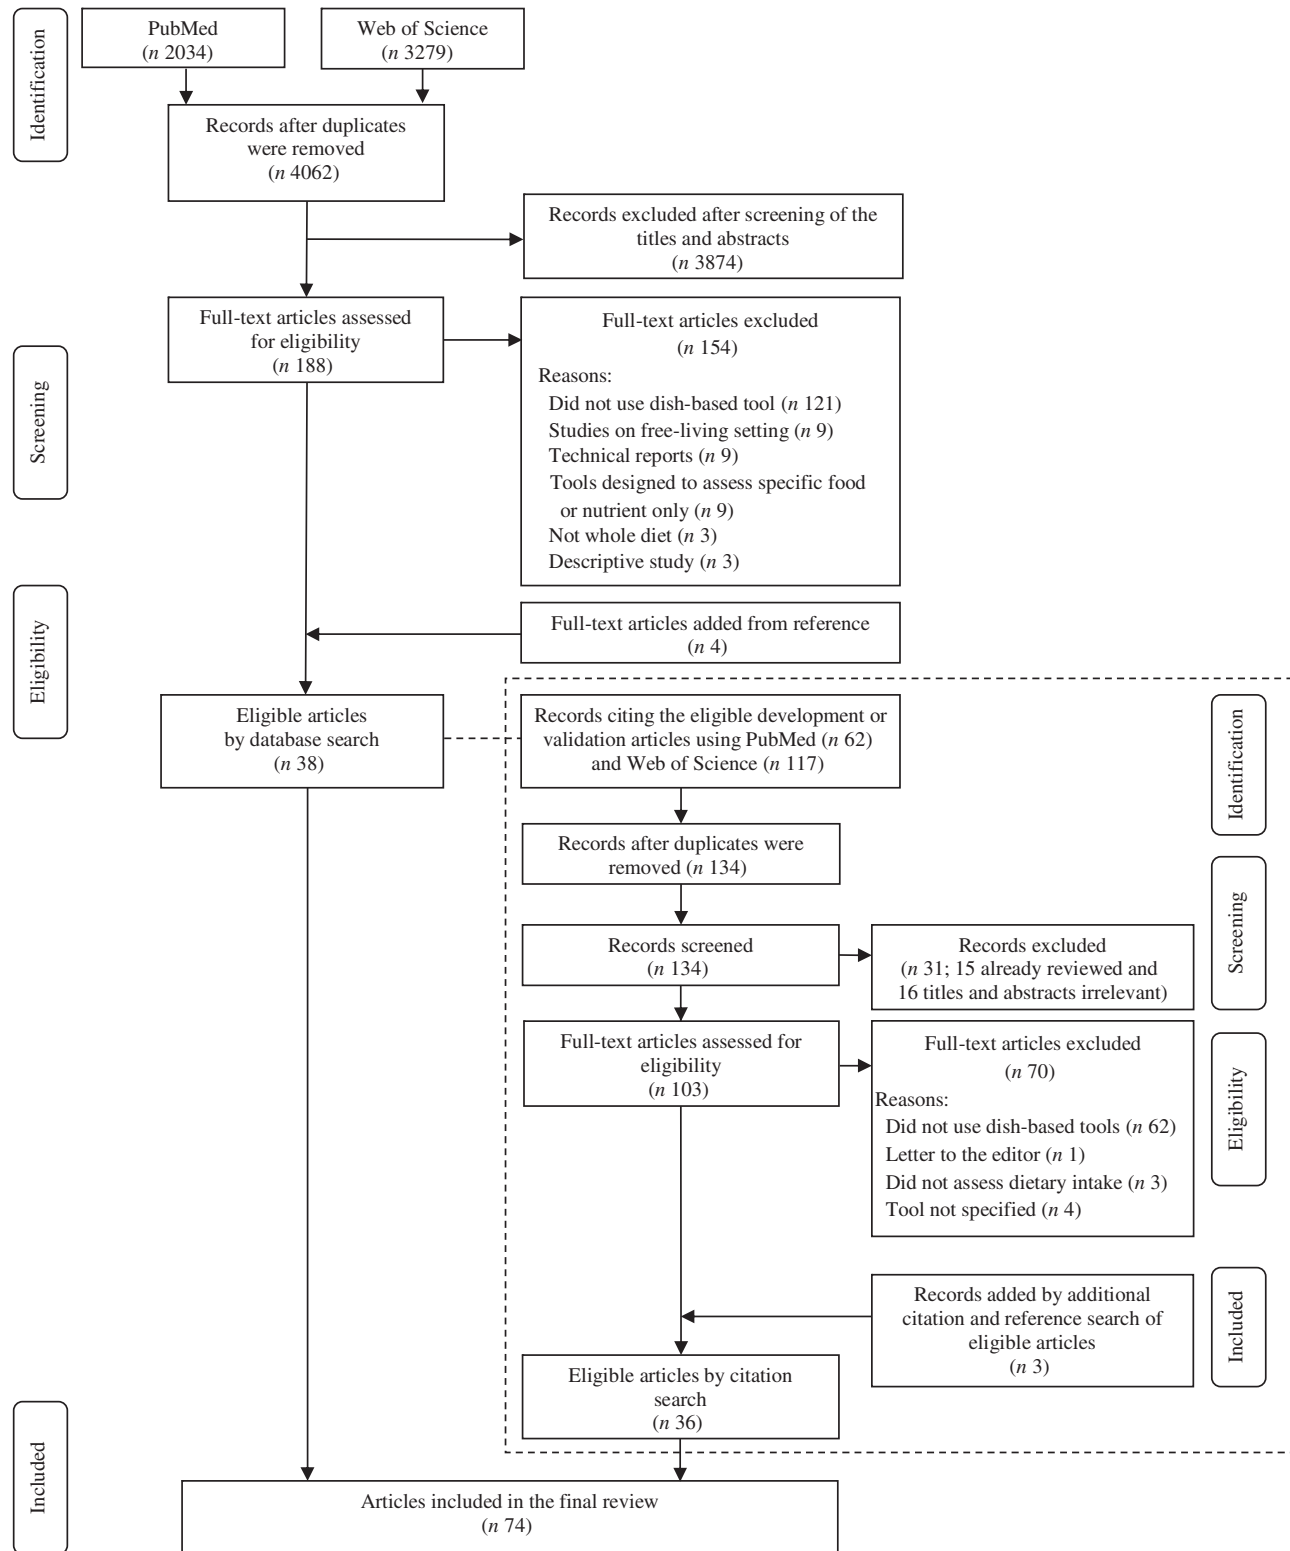 Identification
PubMed
(n 2034)
Web of Science
(n 3279)
Records after duplicates
were removed
(n 4062)
Records excluded after screening of the
titles and abstracts
(n 3874)
Screening
Full-text articles assessed
for eligibility
(n 188)
Full-text articles excluded
(n 154)
Reasons:
Did not use dish-based tool (n 121)
Studies on free-living setting (n 9)
Technical reports (n 9)
Tools designed to assess specific food
or nutrient only (n 9)
Not whole diet (n 3)
Descriptive study (n 3)
Eligibility
Full-text articles added from reference
(n 4)
Eligible articles
by database search
(n 38)
Records citing the eligible development or
validation articles using PubMed (n 62)
and Web of Science (n 117)
Identification
Records after duplicates were
removed (n 134)
Screening
Records screened
(n 134)
Records excluded
(n 31; 15 already reviewed and
16 titles and abstracts irrelevant)
Full-text articles assessed for
eligibility
(n 103)
Full-text articles excluded
(n 70)
Reasons:
Did not use dish-based tools (n 62)
Letter to the editor (n 1)
Did not assess dietary intake (n 3)
Tool not specified (n 4)
Eligibility
Records added by additional
citation and reference search of
eligible articles
(n 3)
Included
Eligible articles by citation
search
(n 36)
Included
Articles included in the final review
(n 74)